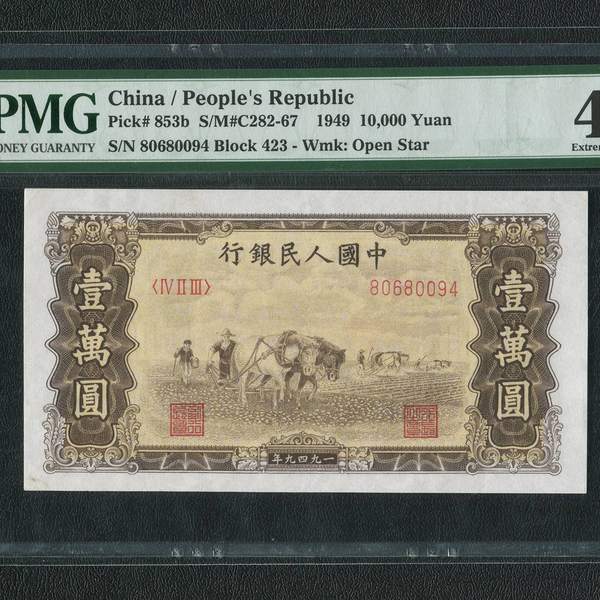 PMG
China / People's Republic
Pick# 853b S/M#C282-67 1949 10,000 Yuan
MONEY GUARANTY
S/N 80680094 Block 423 - Wmk: Open Star
4
Extrem
行銀民人國中
〈IV II III〉 80680094
壹萬圓
壹萬圓
年九四九一